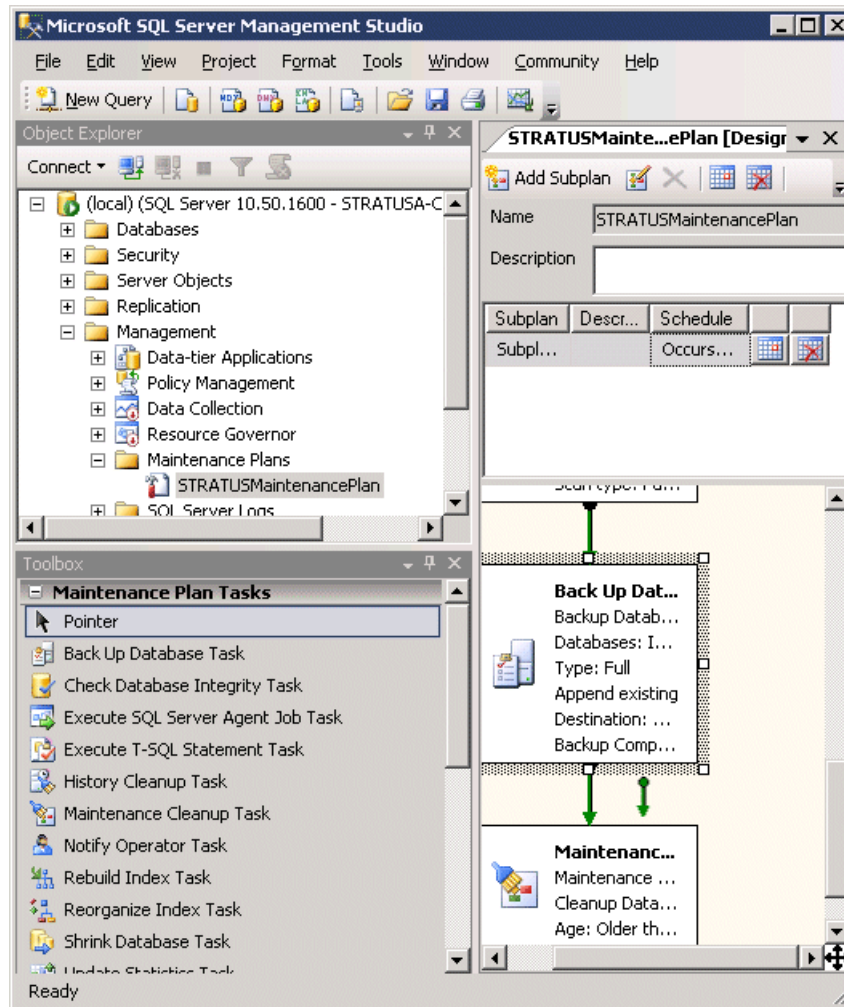 Microsoft SQL Server Management Studio
File Edit View Project Format Tools Window Community Help
New Query
Object Explorer
Connect
(local) (SQL Server 10.50.1600 - STRATUSA-C
Databases
Security
Server Objects
Replication
Management
Data-tier Applications
Policy Management
Data Collection
Resource Governor
Maintenance Plans
STRATUSMaintenancePlan
SQL Server Logs
Toolbox
Maintenance Plan Tasks
Pointer
Back Up Database Task
Check Database Integrity Task
Execute SQL Server Agent Job Task
Execute T-SQL Statement Task
History Cleanup Task
Maintenance Cleanup Task
Notify Operator Task
Rebuild Index Task
Reorganize Index Task
Shrink Database Task
Update Statistics Task
STRATUSMainte...ePlan [Design
Add Subplan
Name STRATUSMaintenancePlan
Description
Subplan Descr... Schedule
Subpl... Occurs...
Scan type: Fu...
Back Up Dat...
Backup Datab...
Databases: I...
Type: Full
Append existing
Destination: ...
Backup Comp...
Maintenanc...
Maintenance ...
Cleanup Data...
Age: Older th...
Ready